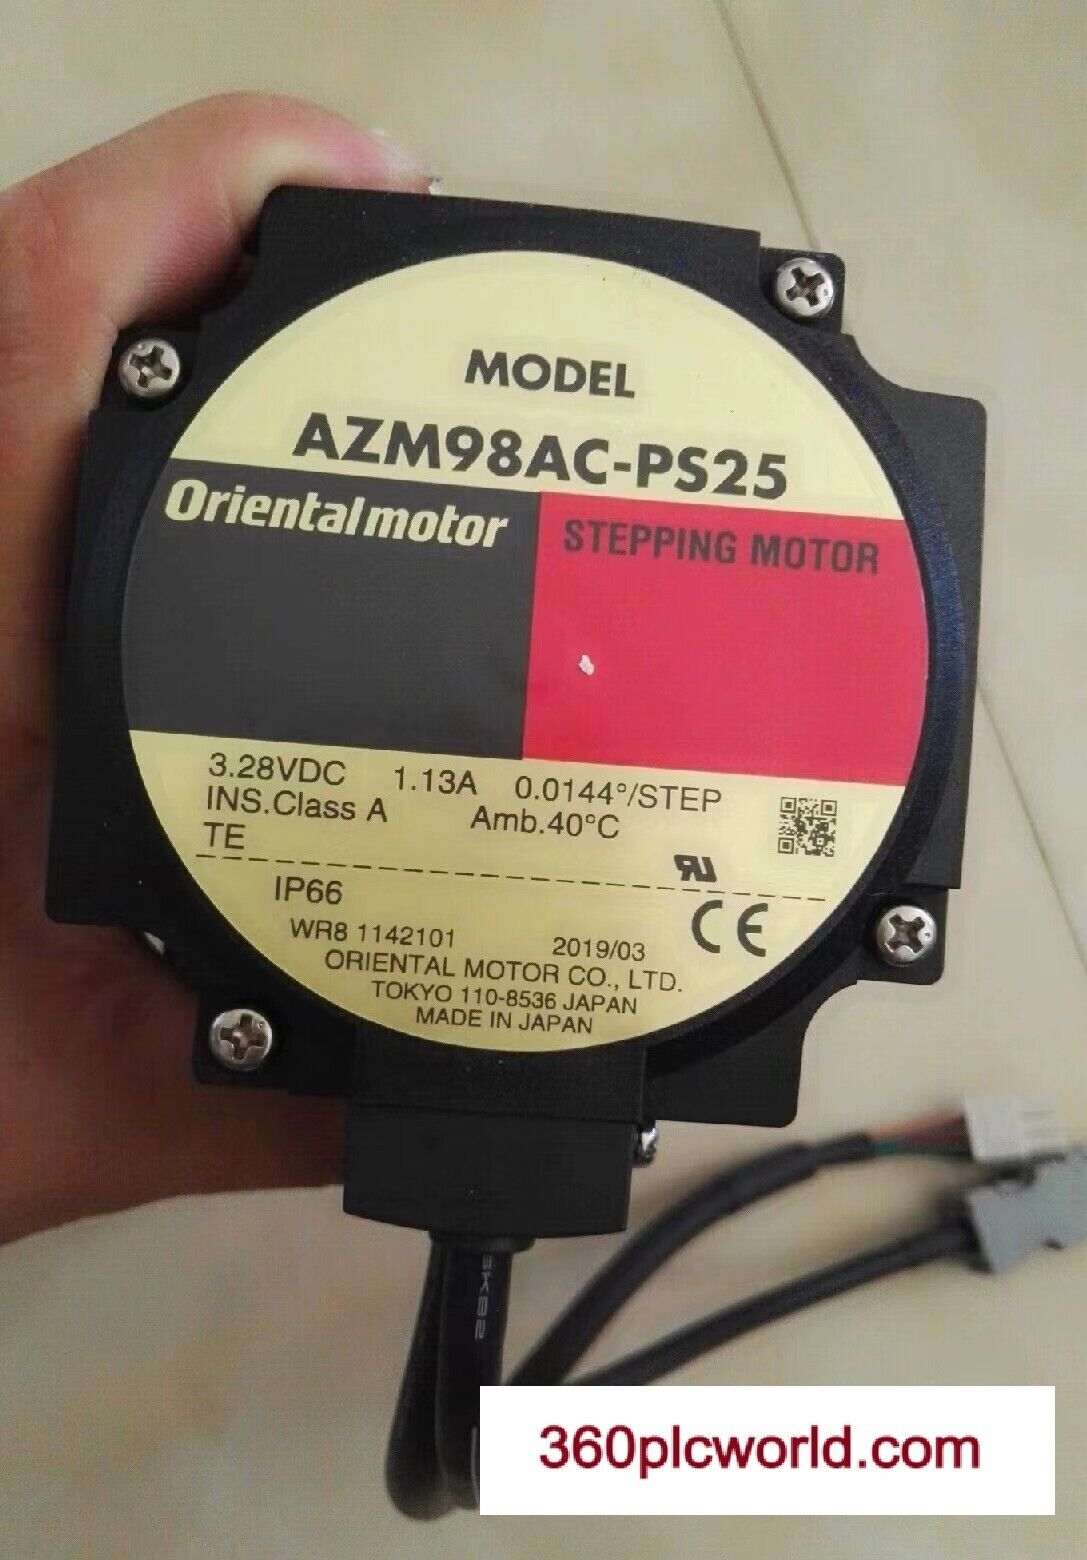 MODEL
AZM98AC-PS25
Orientalmotor
STEPPING MOTOR
3.28VDC 1.13A 0.0144°/STEP
INS.Class A Amb.40°C
TE
IP66
CE
WR8 1142101 2019/03
ORIENTAL MOTOR CO., LTD.
TOKYO 110-8536 JAPAN
MADE IN JAPAN
360plcworld.com